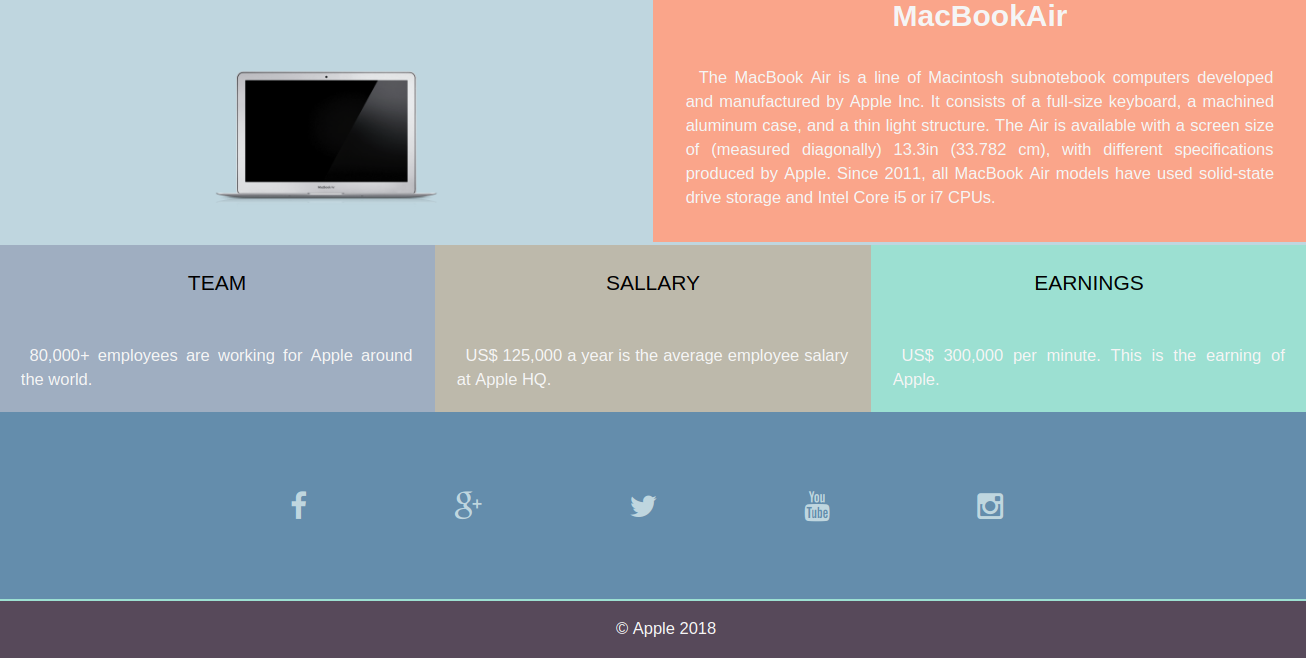 MacBookAir
The MacBook Air is a line of Macintosh subnotebook computers developed
and manufactured by Apple Inc. It consists of a full-size keyboard, a machined
aluminum case, and a thin light structure. The Air is available with a screen size
of (measured diagonally) 13.3in (33.782 cm), with different specifications
produced by Apple. Since 2011, all MacBook Air models have used solid-state
drive storage and Intel Core i5 or i7 CPUs.
TEAM
80,000+ employees are working for Apple around
the world.
SALLARY
US$ 125,000 a year is the average employee salary
at Apple HQ.
EARNINGS
US$ 300,000 per minute. This is the earning of
Apple.
You
Tube
© Apple 2018